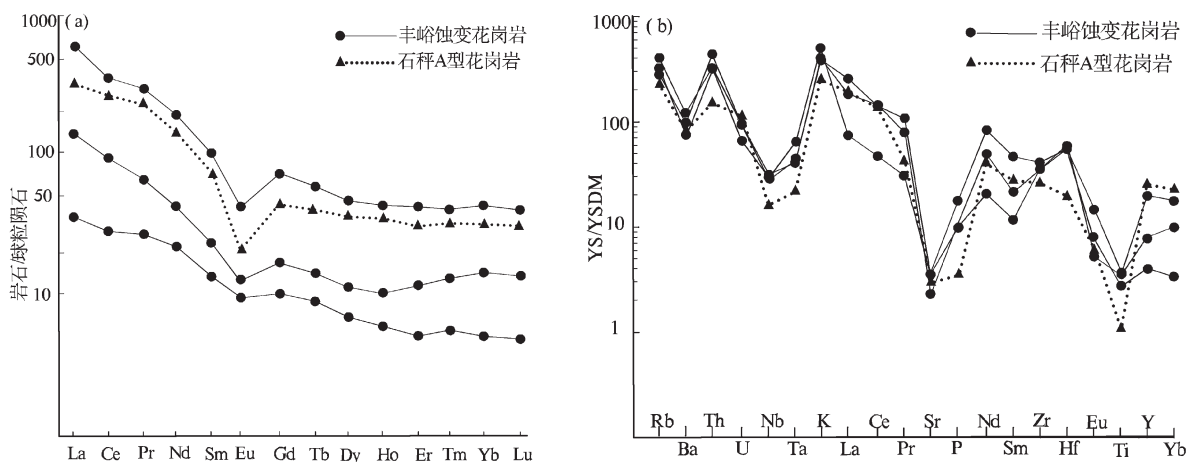 (a)
1000
500
100
50
10
岩石/球粒陨石
丰峪蚀变花岗岩
石秤A型花岗岩
La Ce Pr Nd Sm Eu Gd Tb Dy Ho Er Tm Yb Lu
(b)
1000
100
10
1
YS/YSDM
丰峪蚀变花岗岩
石秤A型花岗岩
Rb Th Nb K Ce Sr Nd Zr Eu Y
Ba U Ta La Pr P Sm Hf Ti Yb